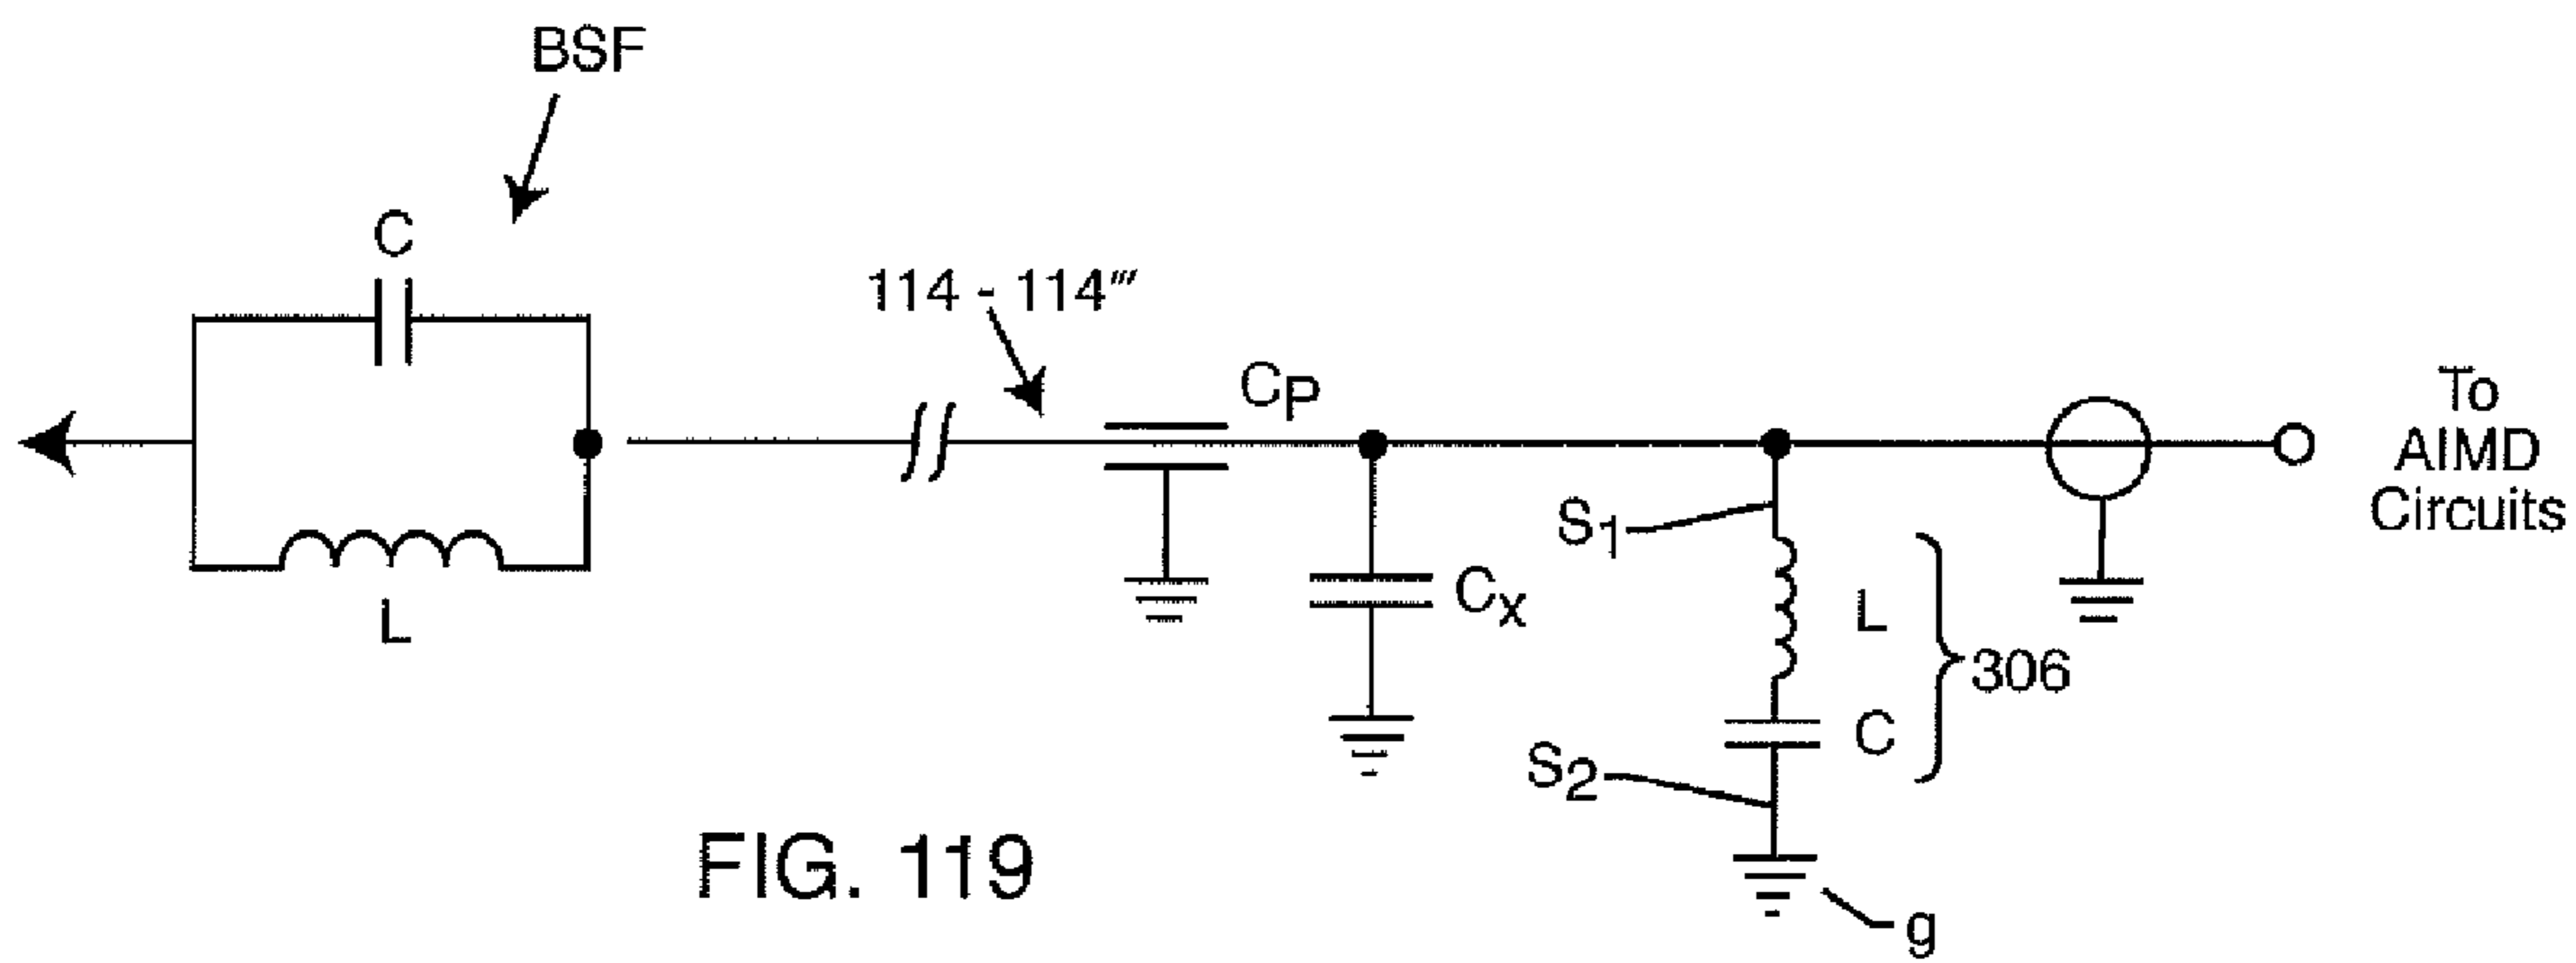 BSF
C
L
114 - 114‴
CP
CX
S1
L
C
306
S2
g
To
AIMD
Circuits
FIG. 119